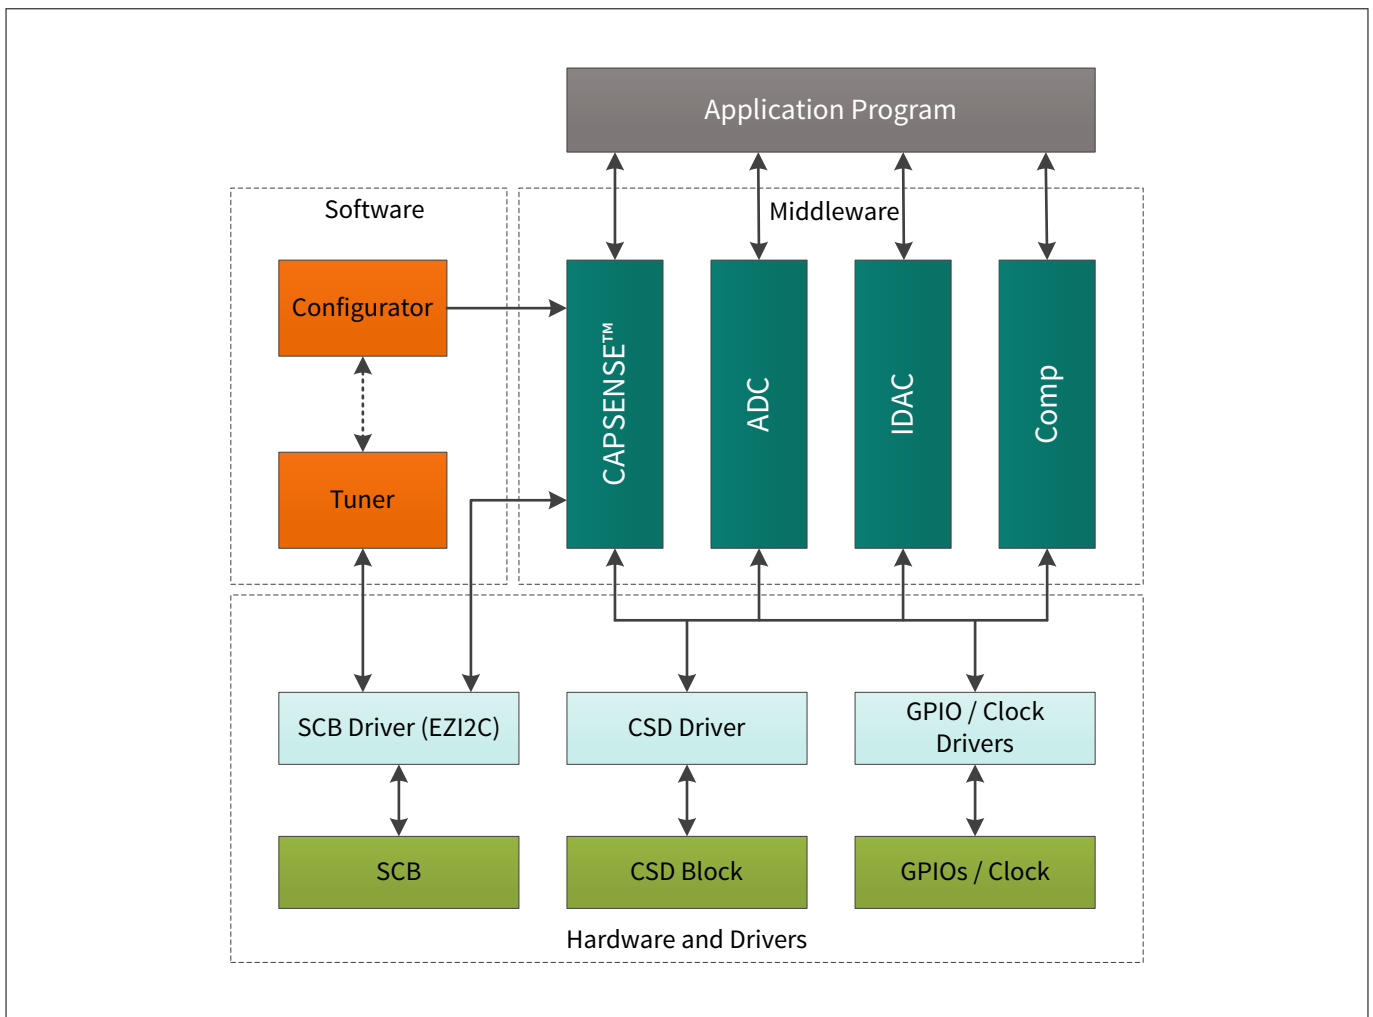 Application Program
Software
Middleware
Configurator
Tuner
CAPSENSE™
ADC
IDAC
Comp
SCB Driver (EZI2C)
CSD Driver
GPIO / Clock
Drivers
SCB
CSD Block
GPIOs / Clock
Hardware and Drivers